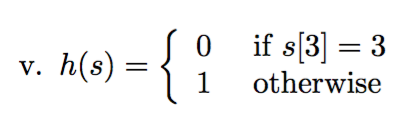 v. h(s) = { 0 if s[3] = 3
1 otherwise